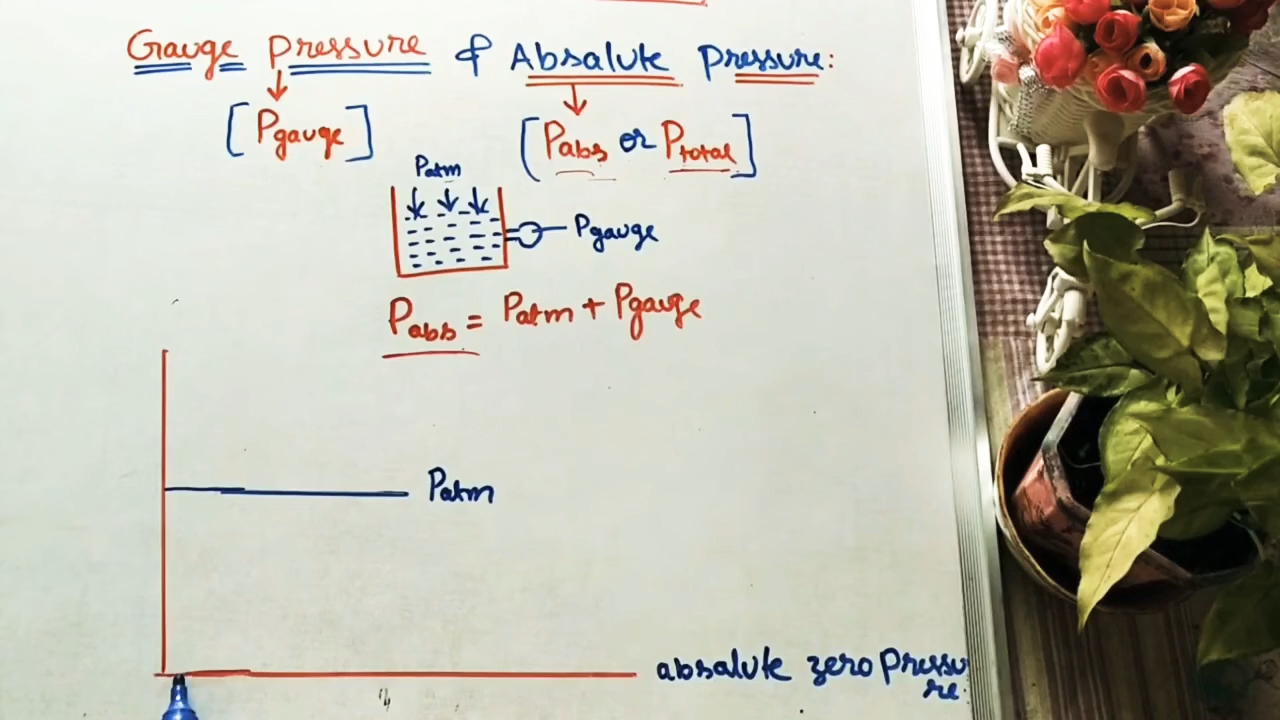 Gauge Pressure & Absalute Pressure:
[Pgauge]
[Pabs or Ptotal]
Patm
Pgauge
Pabs = Patm + Pgauge
Patm
absalute zero Pressu
re.